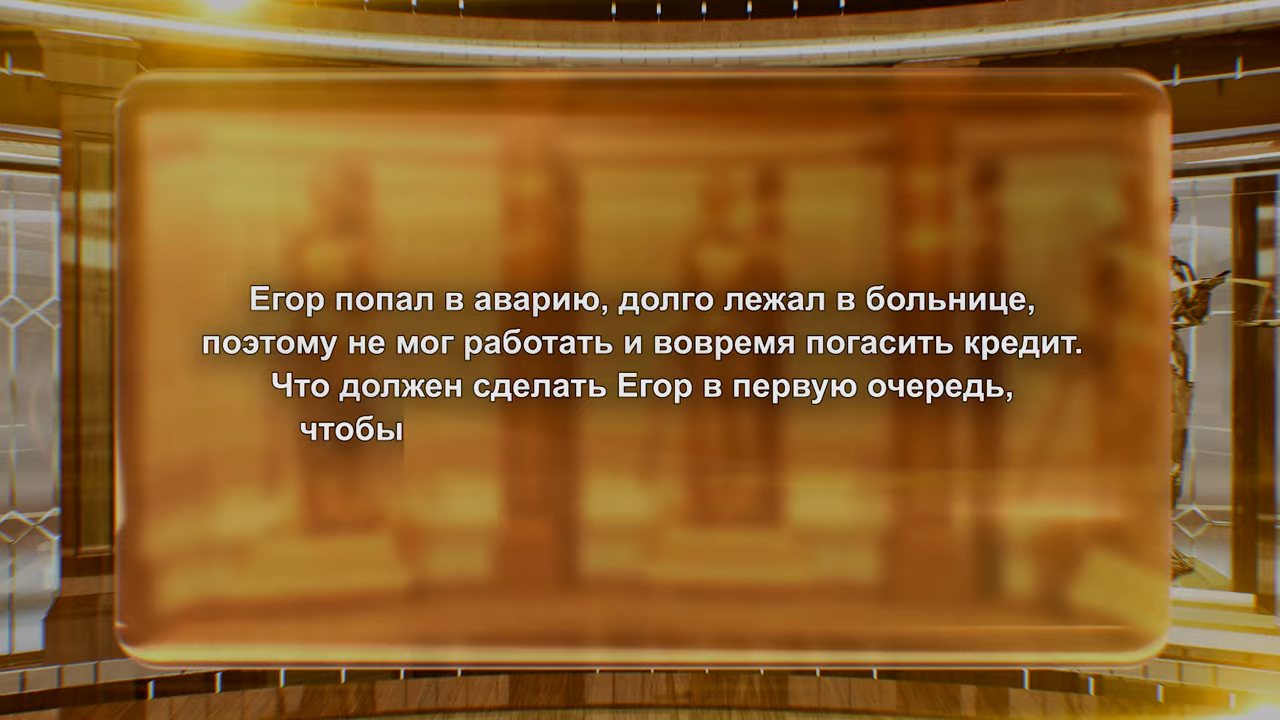 Егор попал в аварию, долго лежал в больнице,
поэтому не мог работать и вовремя погасить кредит.
Что должен сделать Егор в первую очередь,
чтобы